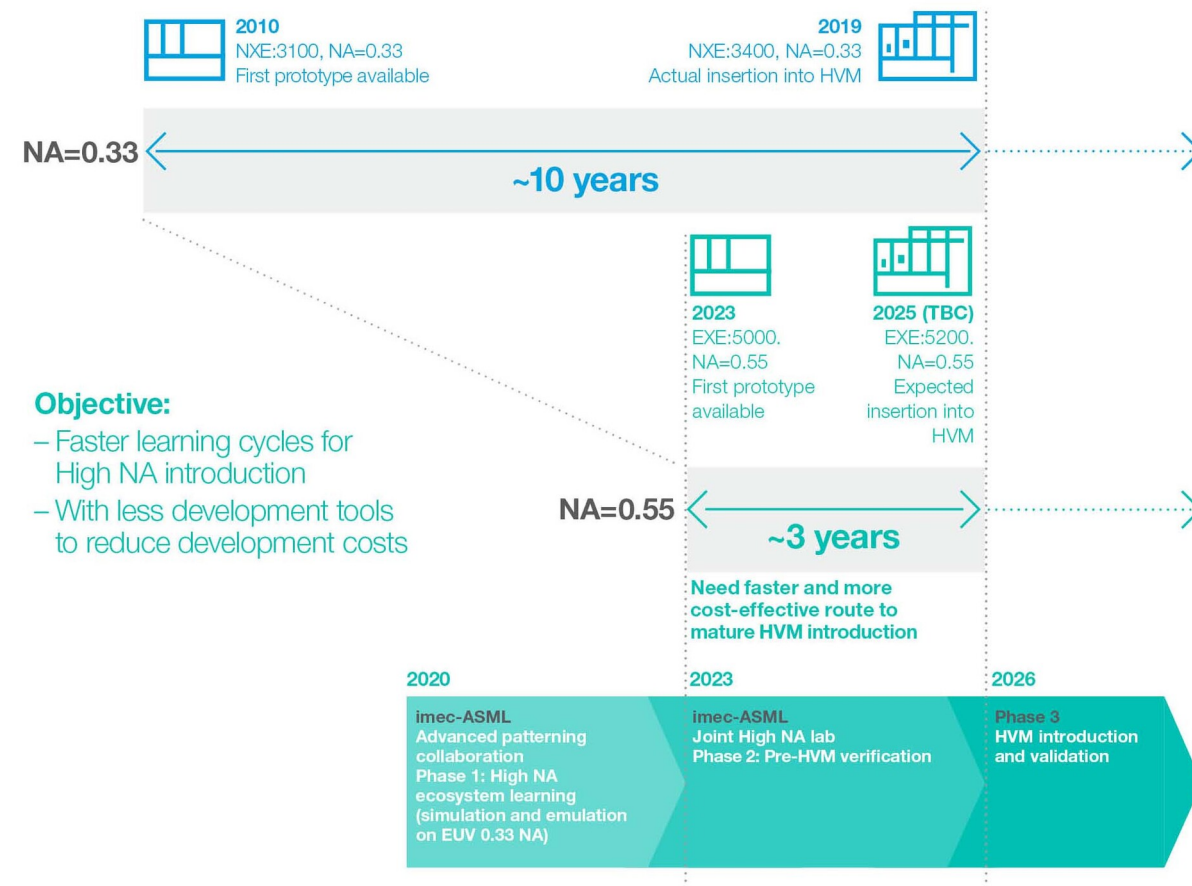 2010
NXE:3100, NA=0.33
First prototype available
2019
NXE:3400, NA=0.33
Actual insertion into HVM
NA=0.33
~10 years
2023
EXE:5000.
NA=0.55
First prototype
available
2025 (TBC)
EXE:5200.
NA=0.55
Expected
insertion into
HVM
Objective:
– Faster learning cycles for
High NA introduction
– With less development tools
to reduce development costs
NA=0.55
~3 years
Need faster and more
cost-effective route to
mature HVM introduction
2020
imec-ASML
Advanced patterning
collaboration
Phase 1: High NA
ecosystem learning
(simulation and emulation
on EUV 0.33 NA)
2023
imec-ASML
Joint High NA lab
Phase 2: Pre-HVM verification
2026
Phase 3
HVM introduction
and validation